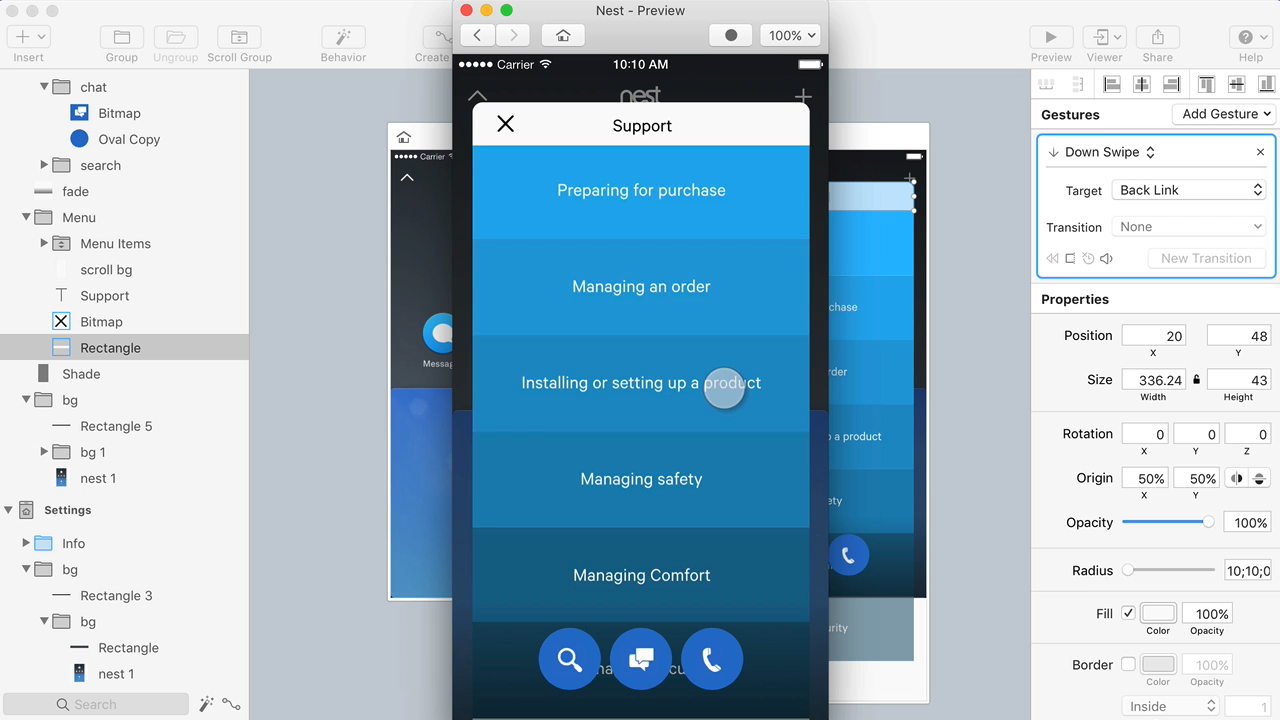 Nest - Preview
Insert
Group
Ungroup
Scroll Group
Behavior
Create
100%
Preview
Viewer
Share
Help
chat
Bitmap
Oval Copy
search
fade
Menu
Menu Items
scroll bg
Support
Bitmap
Rectangle
Shade
bg
Rectangle 5
bg 1
nest 1
Settings
Info
bg
Rectangle 3
bg
Rectangle
nest 1
Search
Carrier
Carrier
10:10 AM
nest
Support
Preparing for purchase
Managing an order
Installing or setting up a product
Managing safety
Managing Comfort
Gestures
Add Gesture
Down Swipe
Target
Back Link
Transition
None
New Transition
Properties
Position
20
48
X
Y
Size
336.24
43
Width
Height
Rotation
0
0
0
X
Y
Z
Origin
50%
50%
X
Y
Opacity
100%
Radius
10;10;0
Fill
100%
Color
Opacity
Border
100%
Color
Opacity
Inside
1